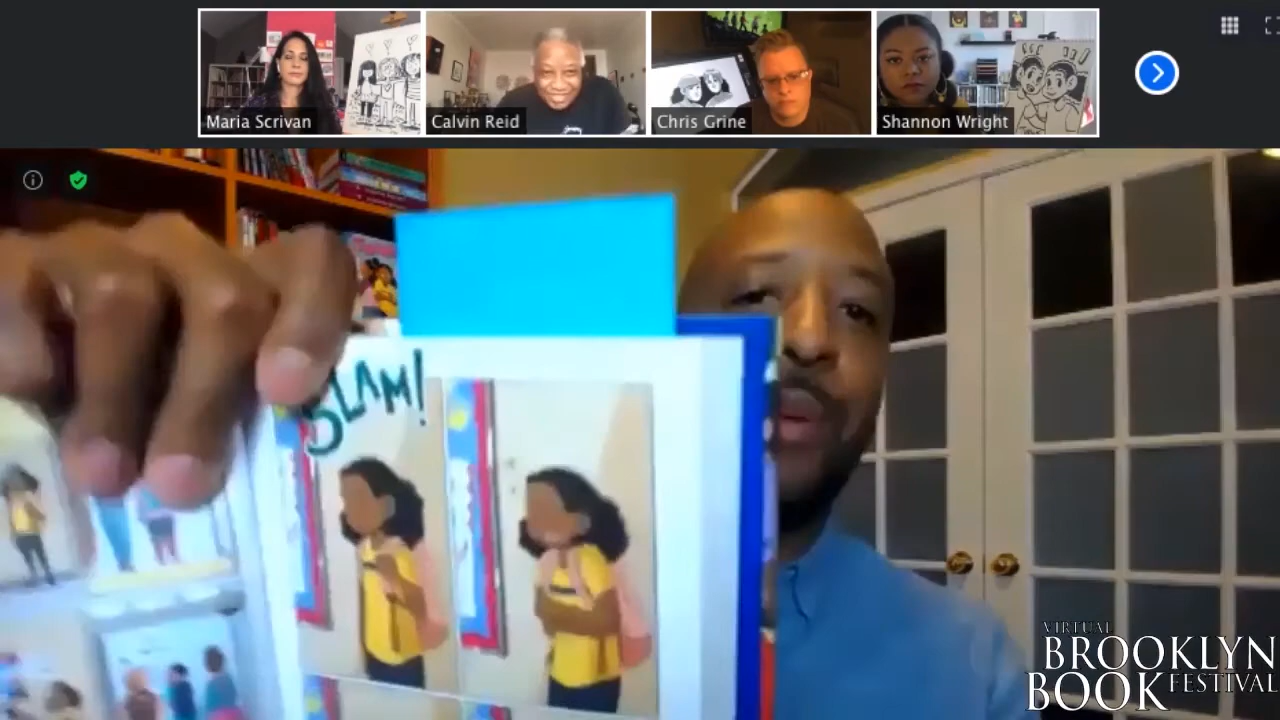 Maria Scrivan
Calvin Reid
Chris Grine
Shannon Wright
SLAM!
VIRTUAL
BROOKLYN
BOOK FESTIVAL